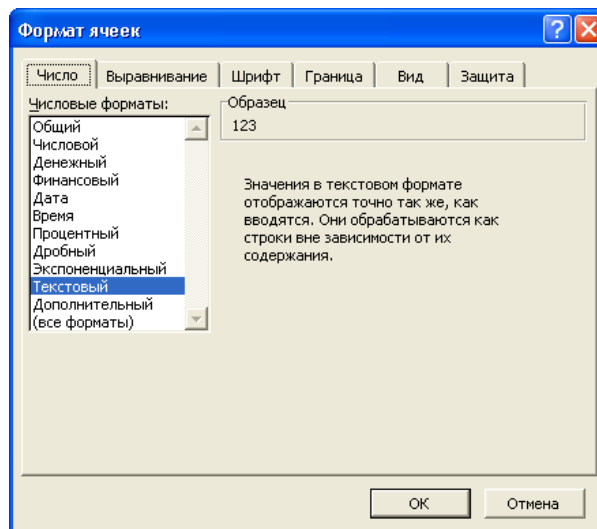 Формат ячеек
?
Число Выравнивание Шрифт Граница Вид Защита
Числовые форматы:
Общий
Числовой
Денежный
Финансовый
Дата
Время
Процентный
Дробный
Экспоненциальный
Текстовый
Дополнительный
(все форматы)
Образец
123
Значения в текстовом формате
отображаются точно так же, как
вводятся. Они обрабатываются как
строки вне зависимости от их
содержания.
ОК Отмена